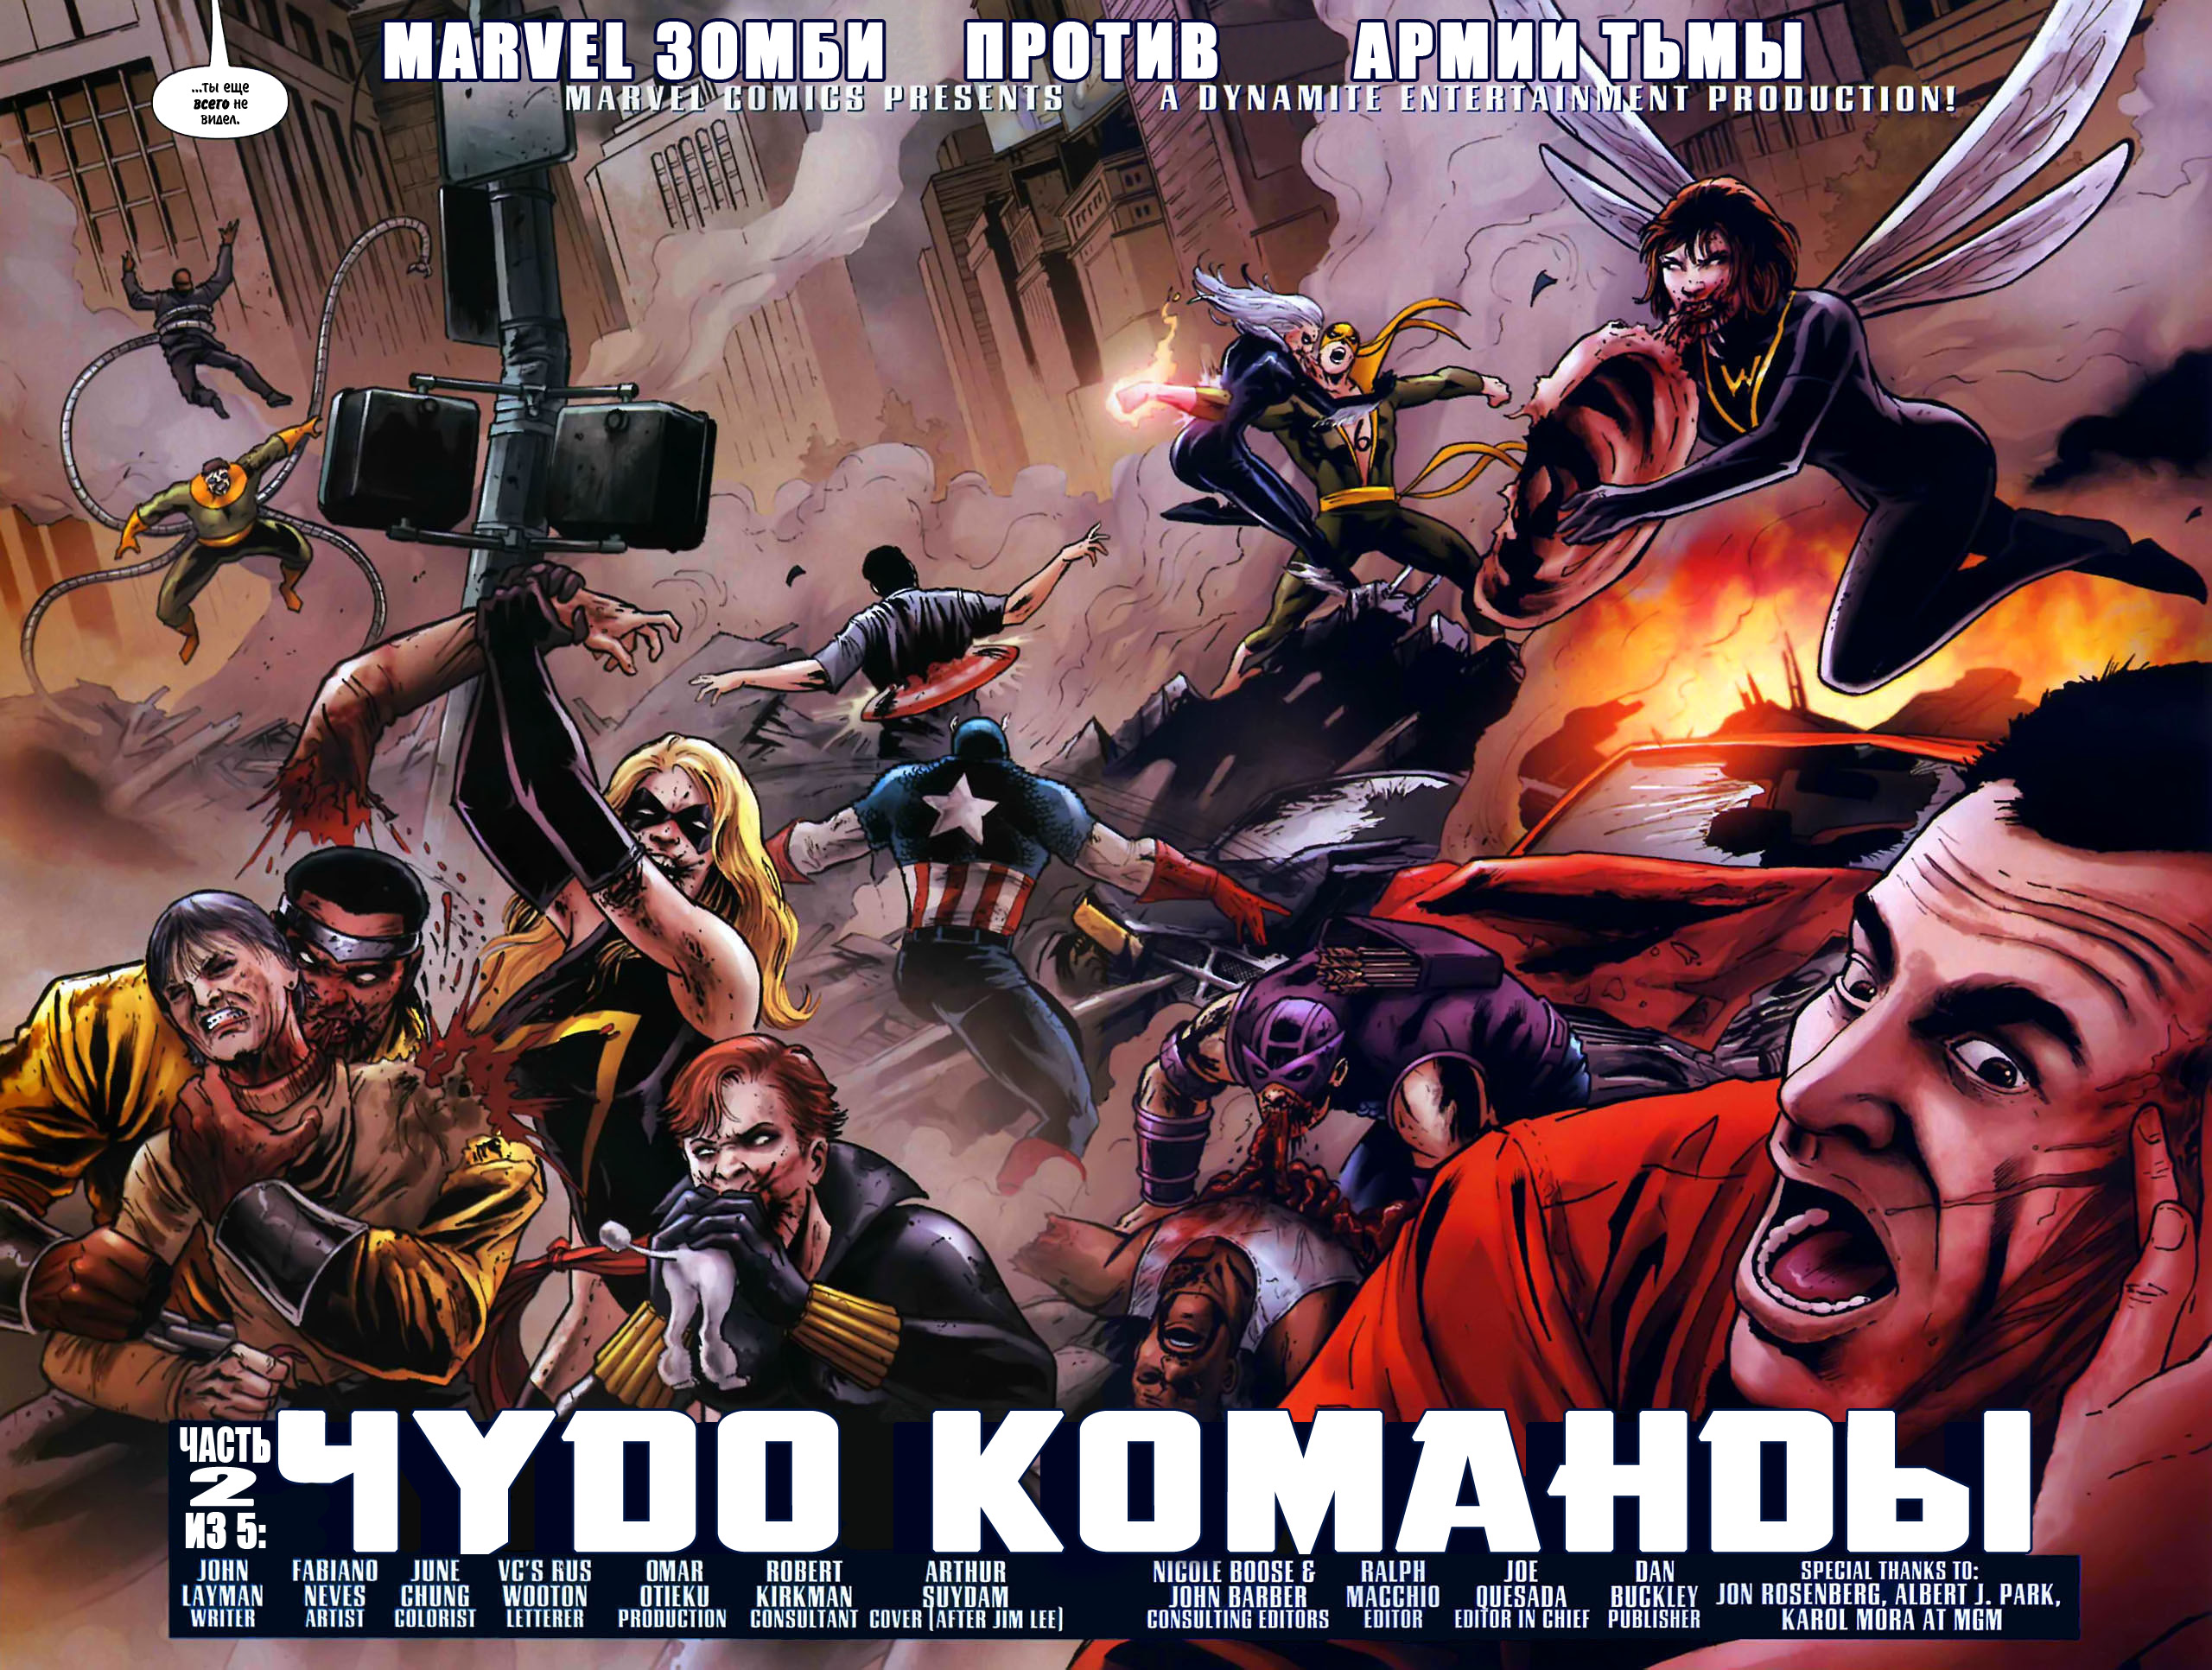 MARVEL ЗОМБИ ПРОТИВ АРМИИ ТЬМЫ
MARVEL COMICS PRESENTS A DYNAMITE ENTERTAINMENT PRODUCTION!
...ТЫ ЕЩЕ
ВСЕГО НЕ
ВИДЕЛ.
W
ЧАСТЬ
2
ИЗ 5:
ЧУDО КОМАНDЫ
JOHN
LAYMAN
WRITER
FABIANO
NEVES
ARTIST
JUNE
CHUNG
COLORIST
VC'S RUS
WOOTON
LETTERER
OMAR
OTIEKU
PRODUCTION
ROBERT
KIRKMAN
CONSULTANT
ARTHUR
SUYDAM
COVER (AFTER JIM LEE)
NICOLE BOOSE &
JOHN BARBER
CONSULTING EDITORS
RALPH
MACCHIO
EDITOR
JOE
QUESADA
EDITOR IN CHIEF
DAN
BUCKLEY
PUBLISHER
SPECIAL THANKS TO:
JON ROSENBERG, ALBERT J. PARK,
KAROL MORA AT MGM